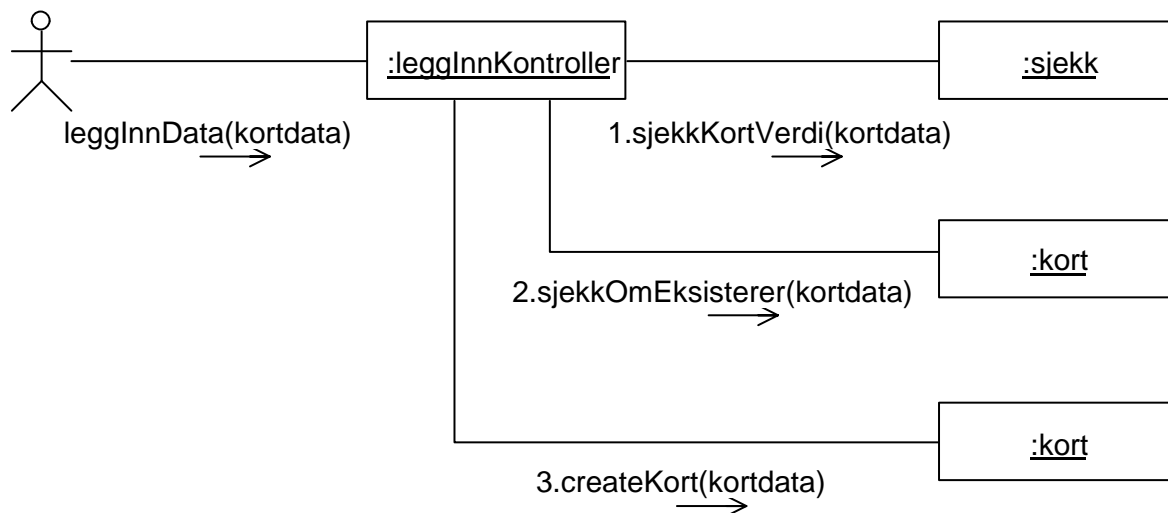 :leggInnKontroller
:sjekk
leggInnData(kortdata)
1.sjekkKortVerdi(kortdata)
:kort
2.sjekkOmEksisterer(kortdata)
:kort
3.createKort(kortdata)